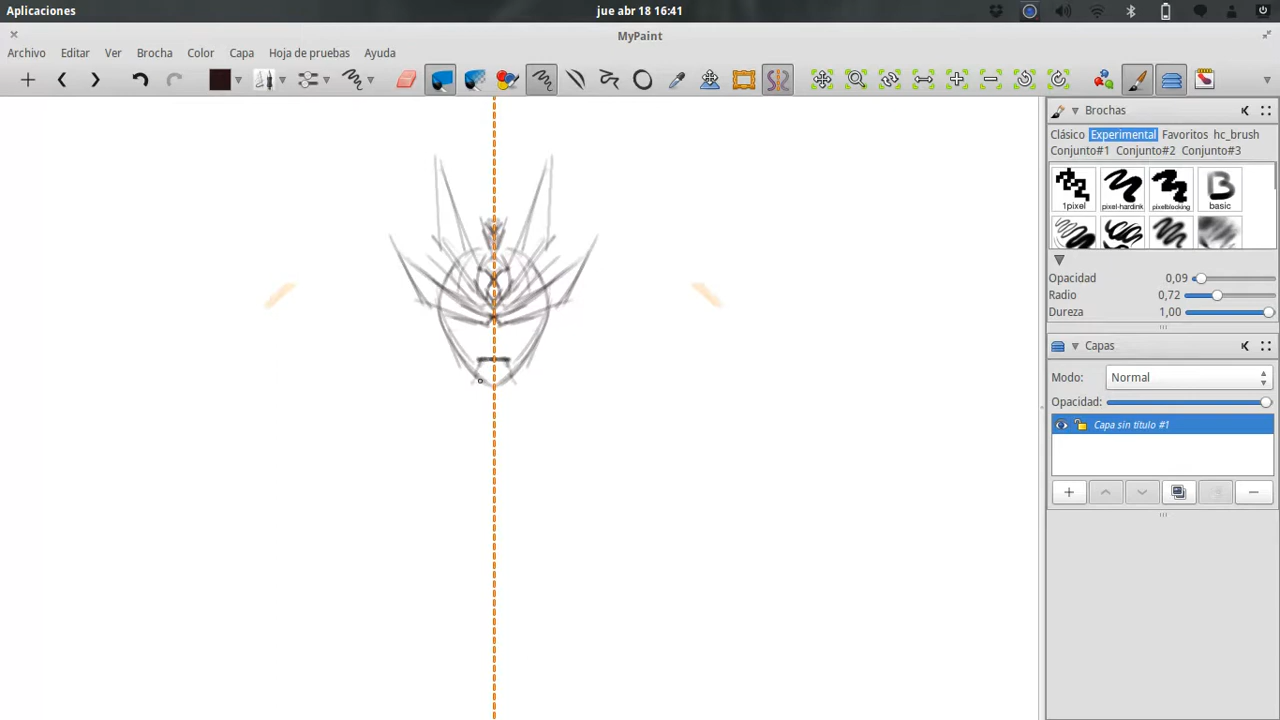 Aplicaciones jue abr 18 16:41
MyPaint
Archivo Editar Ver Brocha Color Capa Hoja de pruebas Ayuda
Brochas
Clásico Experimental Favoritos hc_brush
Conjunto#1 Conjunto#2 Conjunto#3
1pixel pixel-hardink pixelblocking basic
B
Opacidad 0,09
Radio 0,72
Dureza 1,00
Capas
Modo: Normal
Opacidad:
Capa sin título #1